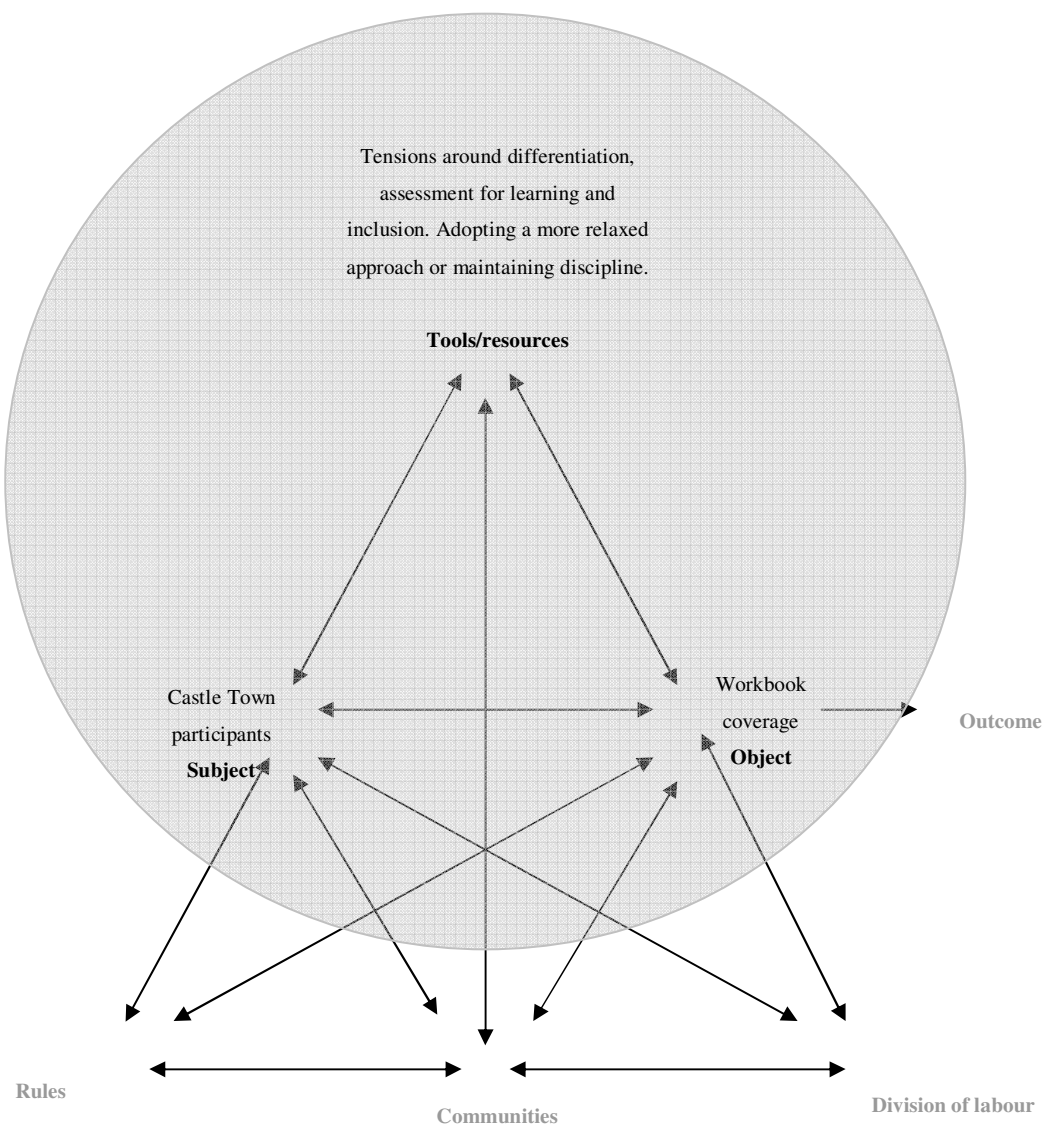 Tensions around differentiation,
assessment for learning and
inclusion. Adopting a more relaxed
approach or maintaining discipline.
Tools/resources
Castle Town
participants
Subject
Workbook
coverage
Object
Outcome
Rules
Communities
Division of labour